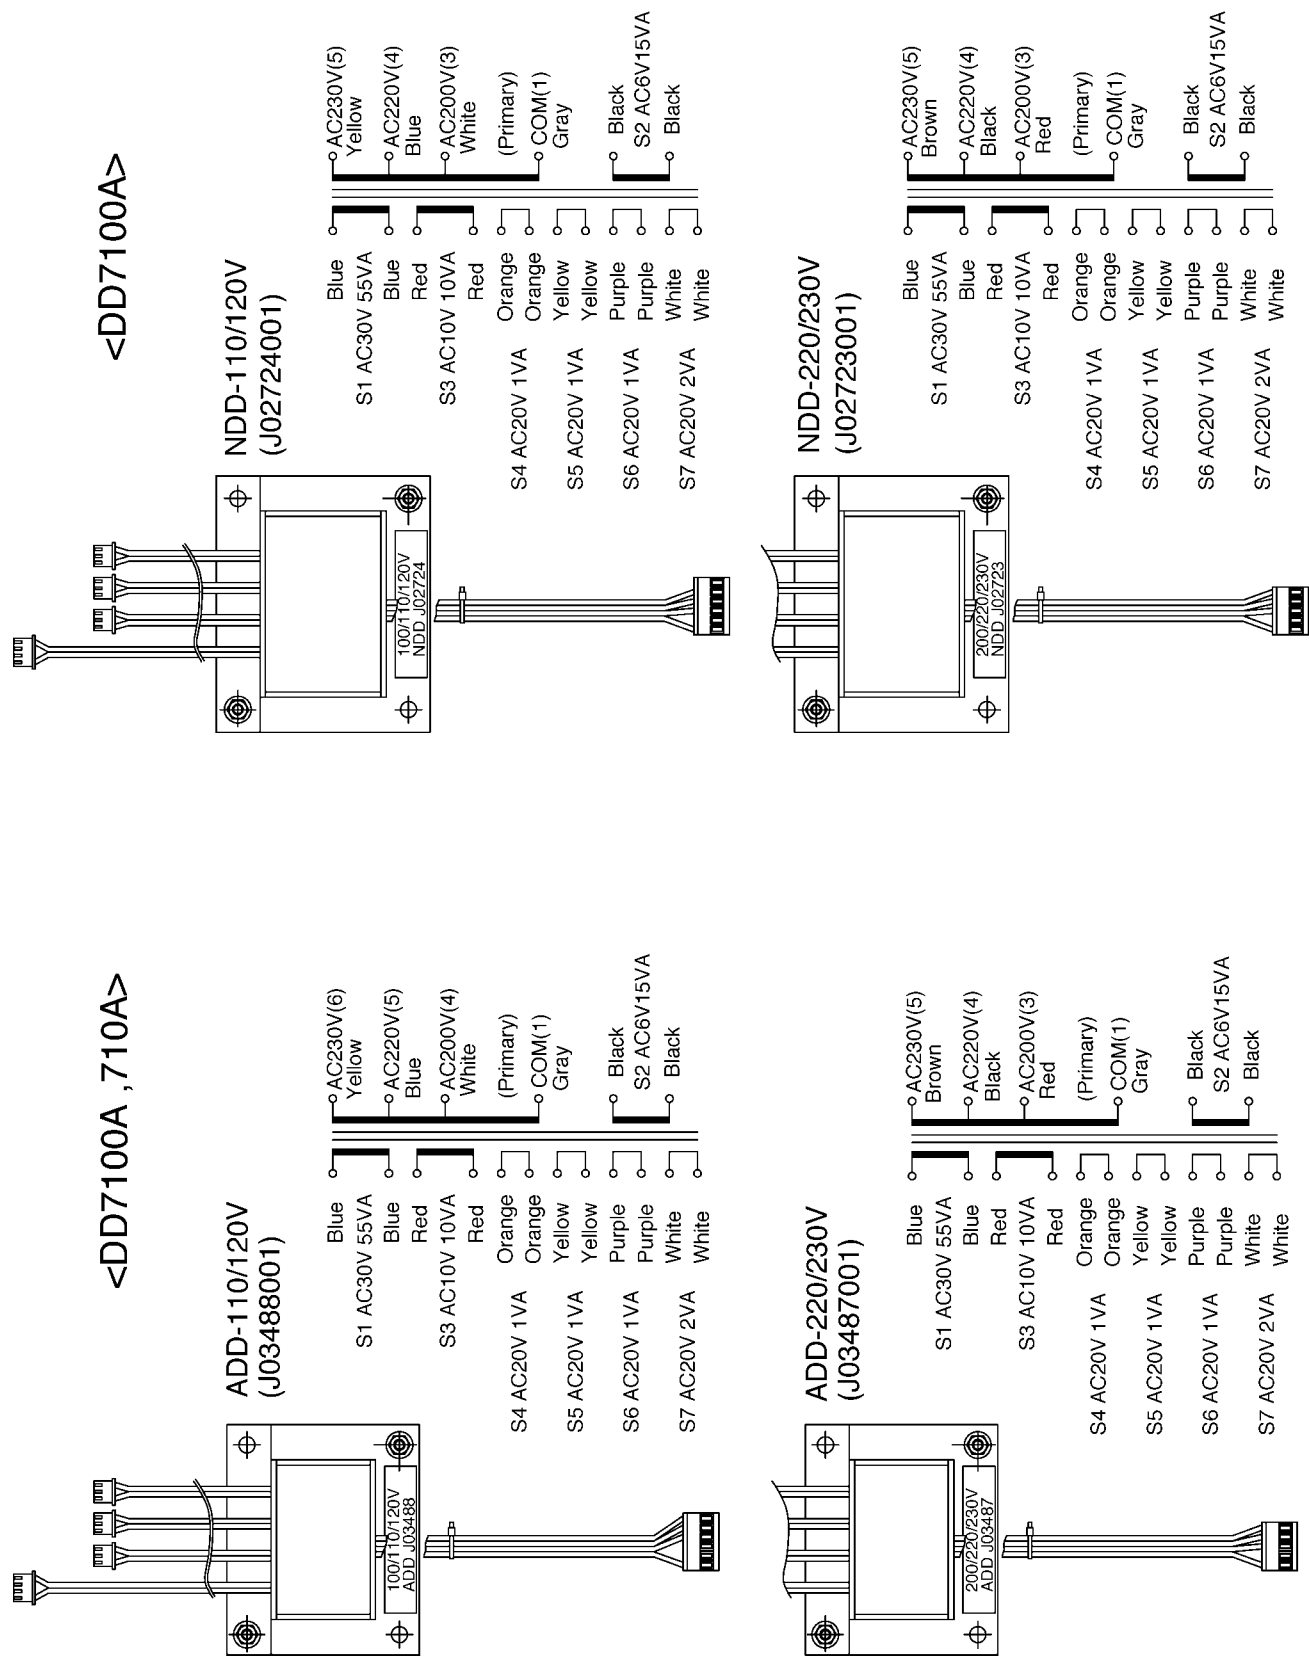 <DD7100A ,710A>
ADD-110/120V
(J03488001)
100/110/120V
ADD J03488
Blue
S1 AC30V 55VA
Blue
Red
S3 AC10V 10VA
Red
Orange
S4 AC20V 1VA
Orange
Yellow
S5 AC20V 1VA
Yellow
Purple
S6 AC20V 1VA
Purple
White
S7 AC20V 2VA
White
AC230V(6)
Yellow
AC220V(5)
Blue
AC200V(4)
White
(Primary)
COM(1)
Gray
Black
S2 AC6V15VA
Black
ADD-220/230V
(J03487001)
200/220/230V
ADD J03487
Blue
S1 AC30V 55VA
Blue
Red
S3 AC10V 10VA
Red
Orange
S4 AC20V 1VA
Orange
Yellow
S5 AC20V 1VA
Yellow
Purple
S6 AC20V 1VA
Purple
White
S7 AC20V 2VA
White
AC230V(5)
Brown
AC220V(4)
Black
AC200V(3)
Red
(Primary)
COM(1)
Gray
Black
S2 AC6V15VA
Black
<DD7100A>
NDD-110/120V
(J02724001)
100/110/120V
NDD J02724
Blue
S1 AC30V 55VA
Blue
Red
S3 AC10V 10VA
Red
Orange
S4 AC20V 1VA
Orange
Yellow
S5 AC20V 1VA
Yellow
Purple
S6 AC20V 1VA
Purple
White
S7 AC20V 2VA
White
AC230V(5)
Yellow
AC220V(4)
Blue
AC200V(3)
White
(Primary)
COM(1)
Gray
Black
S2 AC6V15VA
Black
NDD-220/230V
(J02723001)
200/220/230V
NDD J02723
Blue
S1 AC30V 55VA
Blue
Red
S3 AC10V 10VA
Red
Orange
S4 AC20V 1VA
Orange
Yellow
S5 AC20V 1VA
Yellow
Purple
S6 AC20V 1VA
Purple
White
S7 AC20V 2VA
White
AC230V(5)
Brown
AC220V(4)
Black
AC200V(3)
Red
(Primary)
COM(1)
Gray
Black
S2 AC6V15VA
Black